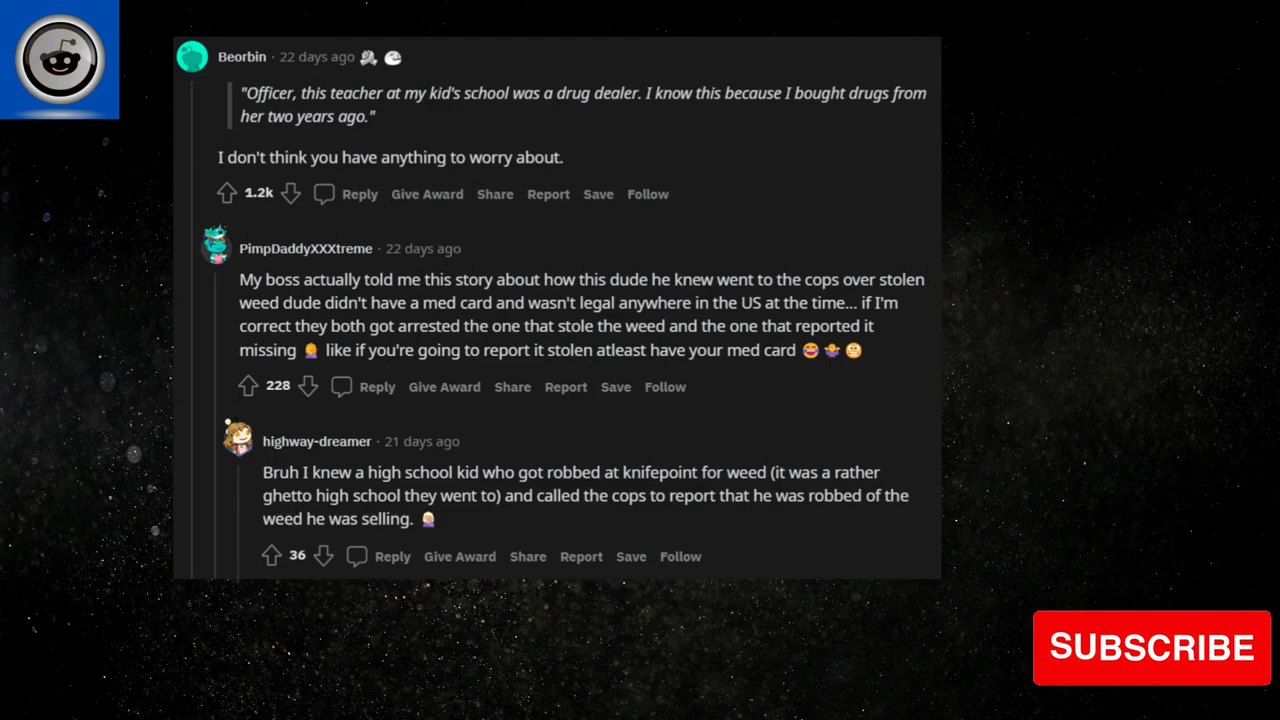 Beorbin · 22 days ago
"Officer, this teacher at my kid's school was a drug dealer. I know this because I bought drugs from
her two years ago."
I don't think you have anything to worry about.
1.2k Reply Give Award Share Report Save Follow
PimpDaddyXXXtreme · 22 days ago
My boss actually told me this story about how this dude he knew went to the cops over stolen
weed dude didn't have a med card and wasn't legal anywhere in the US at the time... if I'm
correct they both got arrested the one that stole the weed and the one that reported it
missing 🤦 like if you're going to report it stolen atleast have your med card 😂 🤷 😬
228 Reply Give Award Share Report Save Follow
highway-dreamer · 21 days ago
Bruh I knew a high school kid who got robbed at knifepoint for weed (it was a rather
ghetto high school they went to) and called the cops to report that he was robbed of the
weed he was selling. 🤦🏼‍♀️
36 Reply Give Award Share Report Save Follow
SUBSCRIBE